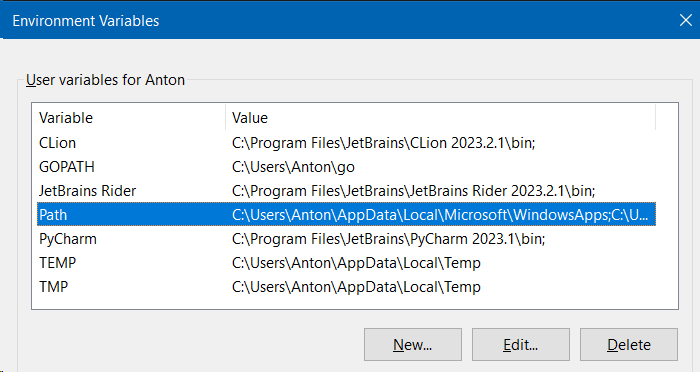 Environment Variables
User variables for Anton
Variable Value
CLion C:\Program Files\JetBrains\CLion 2023.2.1\bin;
GOPATH C:\Users\Anton\go
JetBrains Rider C:\Program Files\JetBrains\JetBrains Rider 2023.2.1\bin;
Path C:\Users\Anton\AppData\Local\Microsoft\WindowsApps;C:\U...
PyCharm C:\Program Files\JetBrains\PyCharm 2023.1\bin;
TEMP C:\Users\Anton\AppData\Local\Temp
TMP C:\Users\Anton\AppData\Local\Temp
New... Edit... Delete